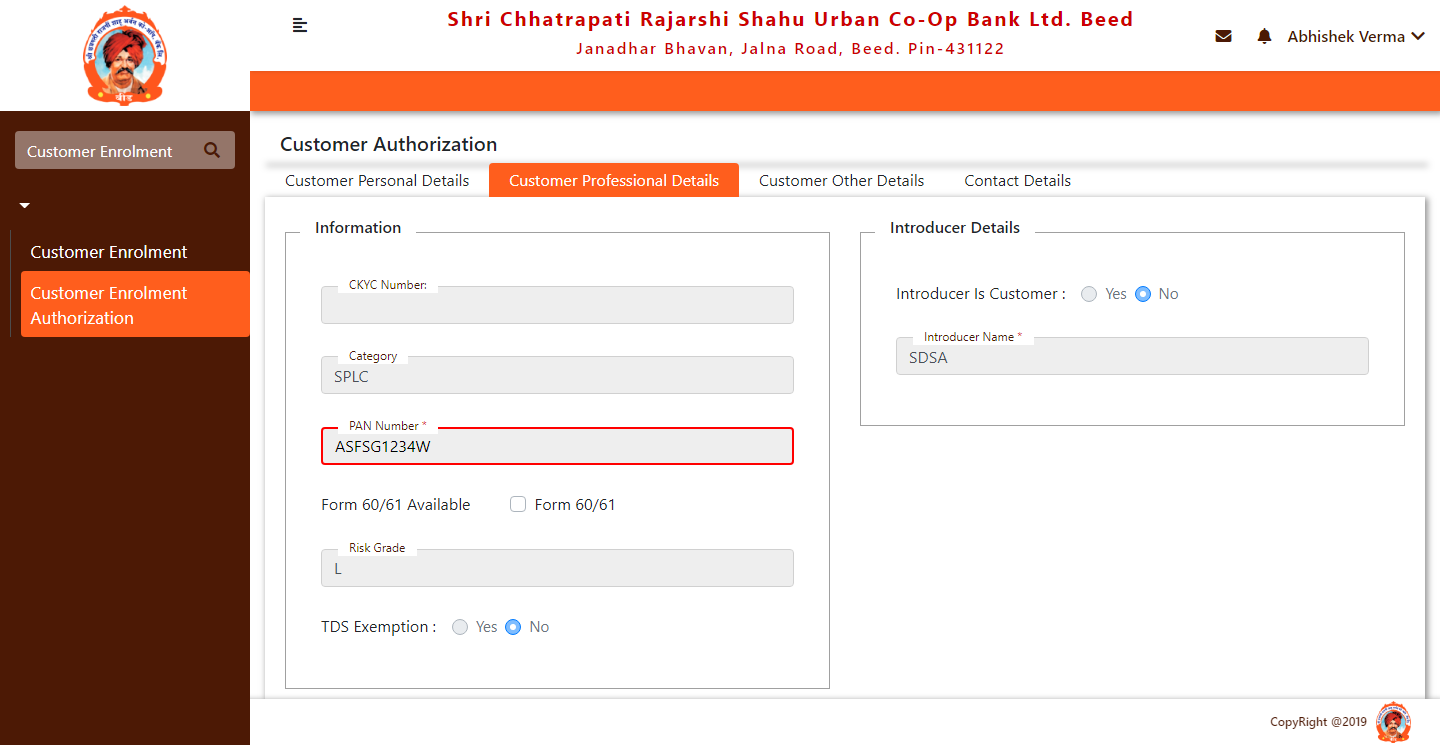 Shri Chhatrapati Rajarshi Shahu Urban Co-Op Bank Ltd. Beed
Janadhar Bhavan, Jalna Road, Beed. Pin-431122
Abhishek Verma
बीड
Customer Enrolment
Customer Enrolment
Customer Enrolment
Authorization
Customer Authorization
Customer Personal Details
Customer Professional Details
Customer Other Details
Contact Details
Information
CKYC Number:
Category
SPLC
PAN Number *
ASFSG1234W
Form 60/61 Available
Form 60/61
Risk Grade
L
TDS Exemption : Yes No
Introducer Details
Introducer Is Customer : Yes No
Introducer Name *
SDSA
CopyRight @2019